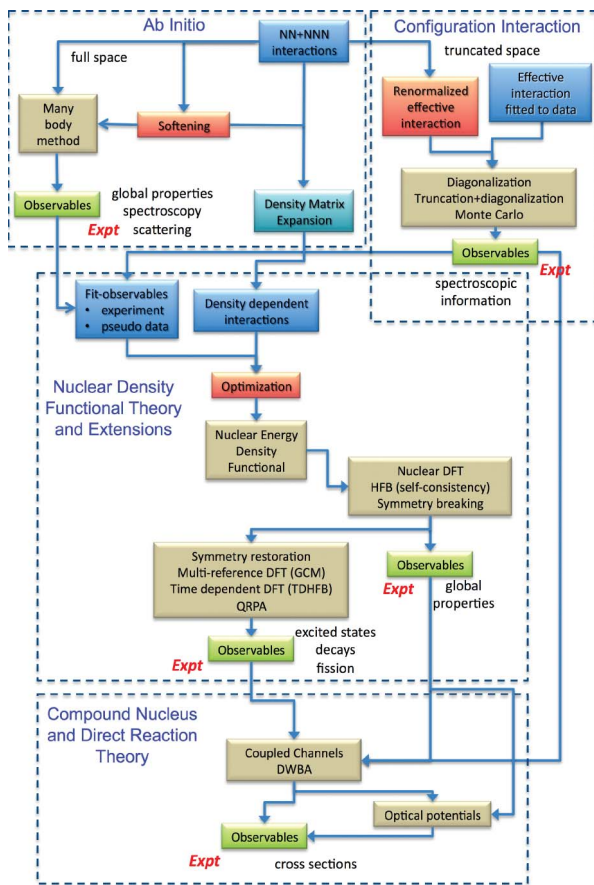 Ab Initio
NN+NNN
interactions
full space
Many
body
method
Softening
Observables
Expt
global properties
spectroscopy
scattering
Density Matrix
Expansion
Configuration Interaction
truncated space
Renormalized
effective
interaction
Effective
interaction
fitted to data
Diagonalization
Truncation+diagonalization
Monte Carlo
Observables
Expt
spectroscopic
information
Fit-observables
• experiment
• pseudo data
Density dependent
interactions
Optimization
Nuclear Density
Functional Theory
and Extensions
Nuclear Energy
Density
Functional
Nuclear DFT
HFB (self-consistency)
Symmetry breaking
Symmetry restoration
Multi-reference DFT (GCM)
Time dependent DFT (TDHFB)
QRPA
Observables
Expt
global
properties
Observables
Expt
excited states
decays
fission
Compound Nucleus
and Direct Reaction
Theory
Coupled Channels
DWBA
Optical potentials
Observables
Expt
cross sections